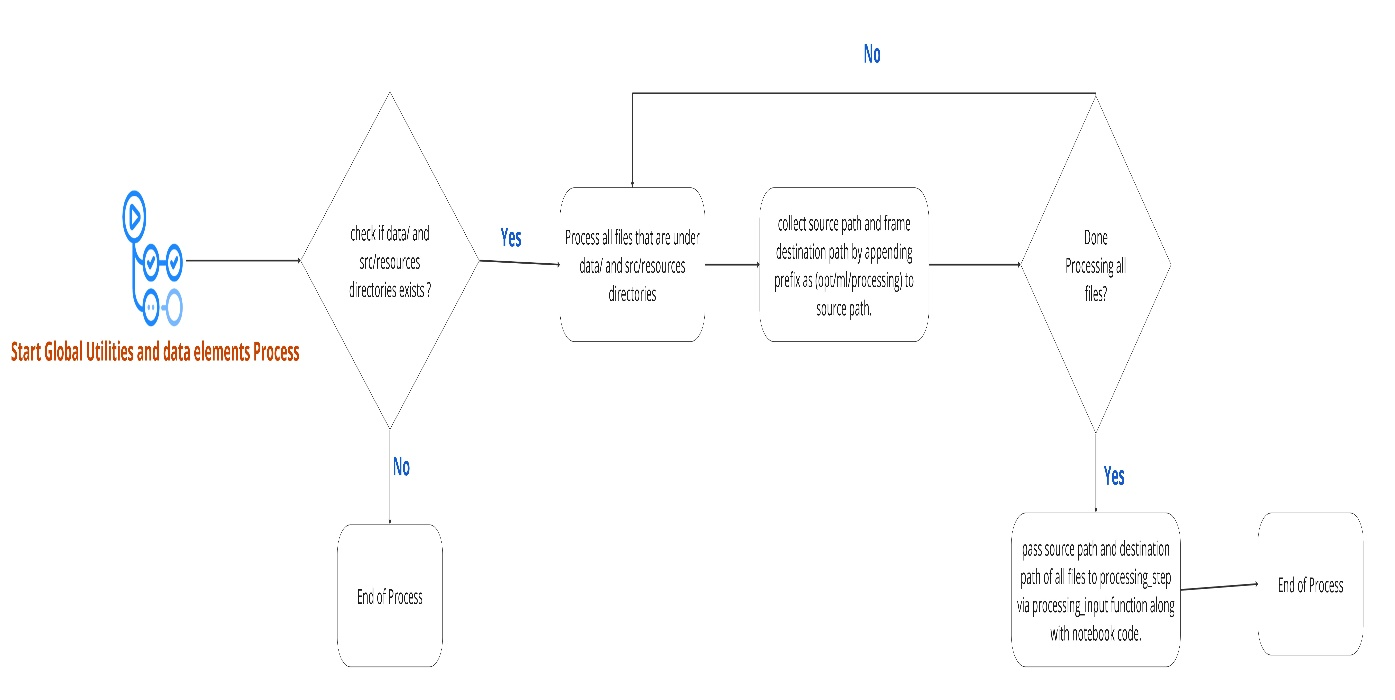 Start Global Utilities and data elements Process
check if data/ and
src/resources
directories exists ?
Yes
No
End of Process
Process all files that are under
data/ and src/resources
directories
collect source path and frame
destination path by appending
prefix as (opt/ml/processing) to
source path.
No
Done
Processing all
files?
Yes
pass source path and destination
path of all files to processing_step
via processing_input function along
with notebook code.
End of Process